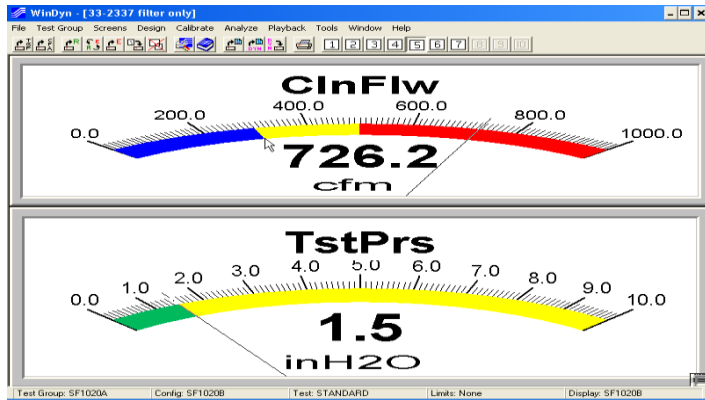 WinDyn - [33-2337 filter only]
File Test Group Screens Design Calibrate Analyze Playback Tools Window Help
1 2 3 4 5 6 7 8 9 10
ClnFlw
0.0 200.0 400.0 600.0 800.0 1000.0
726.2
cfm
TstPrs
0.0 1.0 2.0 3.0 4.0 5.0 6.0 7.0 8.0 9.0 10.0
1.5
inH2O
Test Group: SF1020A Config: SF1020B Test: STANDARD Limits: None Display: SF1020B